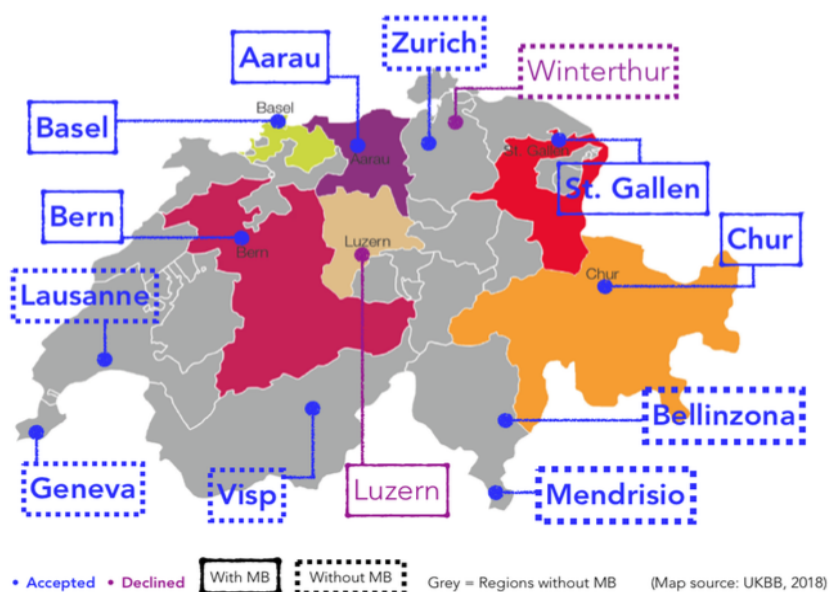 Zurich
Aarau
Winterthur
Basel
Basel
Aarau
St. Gallen
St. Gallen
Bern
Luzern
Bern
Chur
Chur
Lausanne
Bellinzona
Geneva
Visp
Luzern
Mendrisio
• Accepted • Declined With MB Without MB Grey = Regions without MB (Map source: UKBB, 2018)